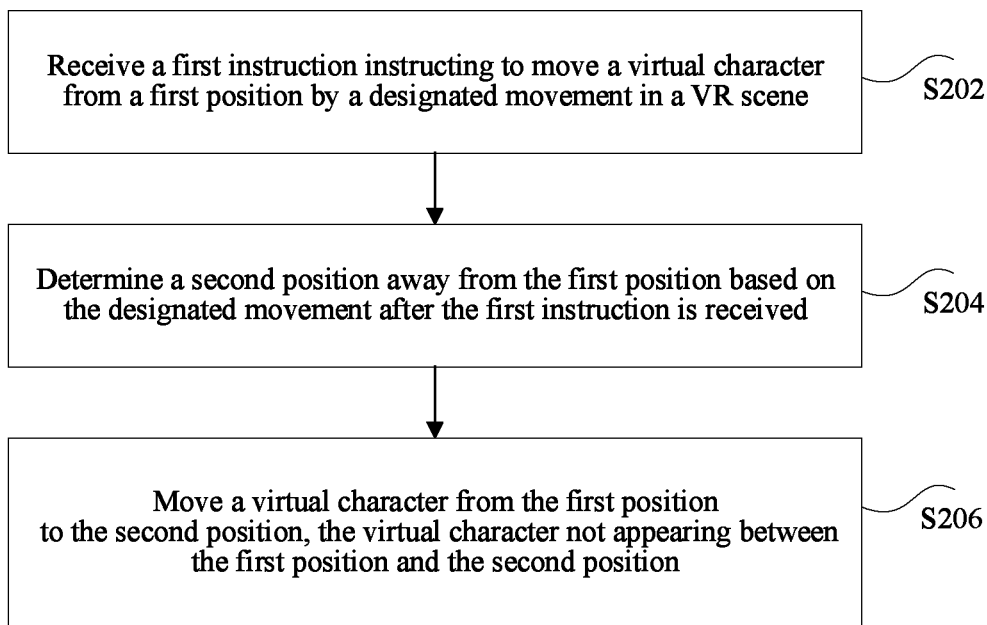 Receive a first instruction instructing to move a virtual character
from a first position by a designated movement in a VR scene
S202
Determine a second position away from the first position based on
the designated movement after the first instruction is received
S204
Move a virtual character from the first position
to the second position, the virtual character not appearing between
the first position and the second position
S206